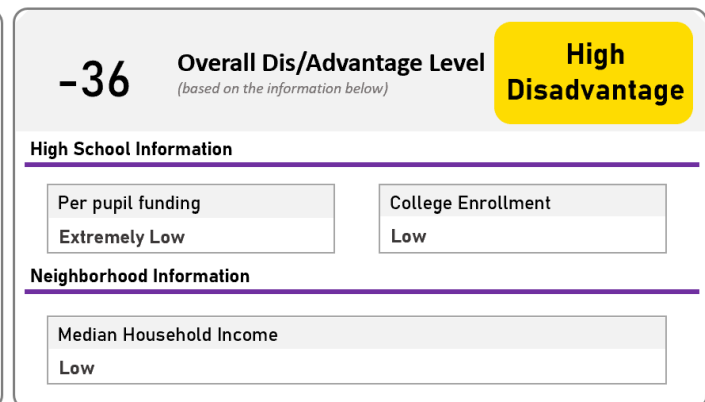 -36
Overall Dis/Advantage Level
(based on the information below)
High
Disadvantage
High School Information
Per pupil funding
Extremely Low
College Enrollment
Low
Neighborhood Information
Median Household Income
Low